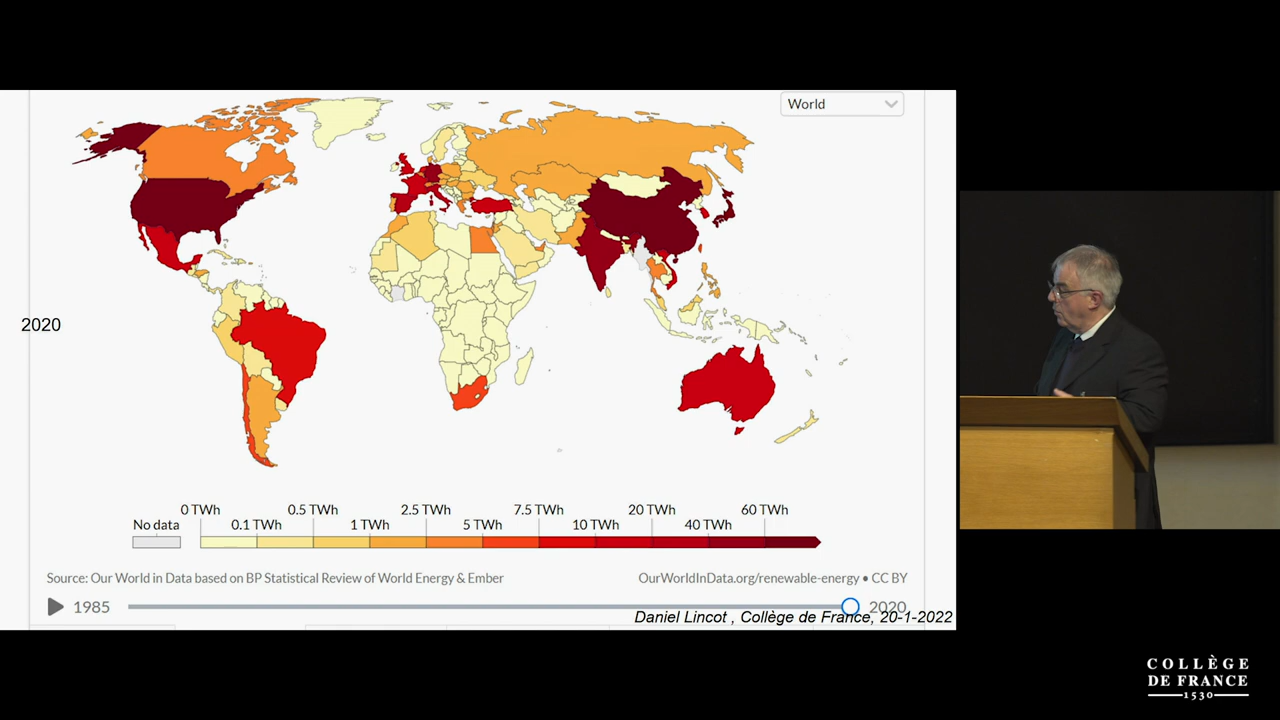 World
2020
0 TWh 0.5 TWh 2.5 TWh 7.5 TWh 20 TWh 60 TWh
No data 0.1 TWh 1 TWh 5 TWh 10 TWh 40 TWh
Source: Our World in Data based on BP Statistical Review of World Energy & Ember
OurWorldInData.org/renewable-energy • CC BY
1985
2020
Daniel Lincot , Collège de France, 20-1-2022
COLLÈGE
DE FRANCE
1530